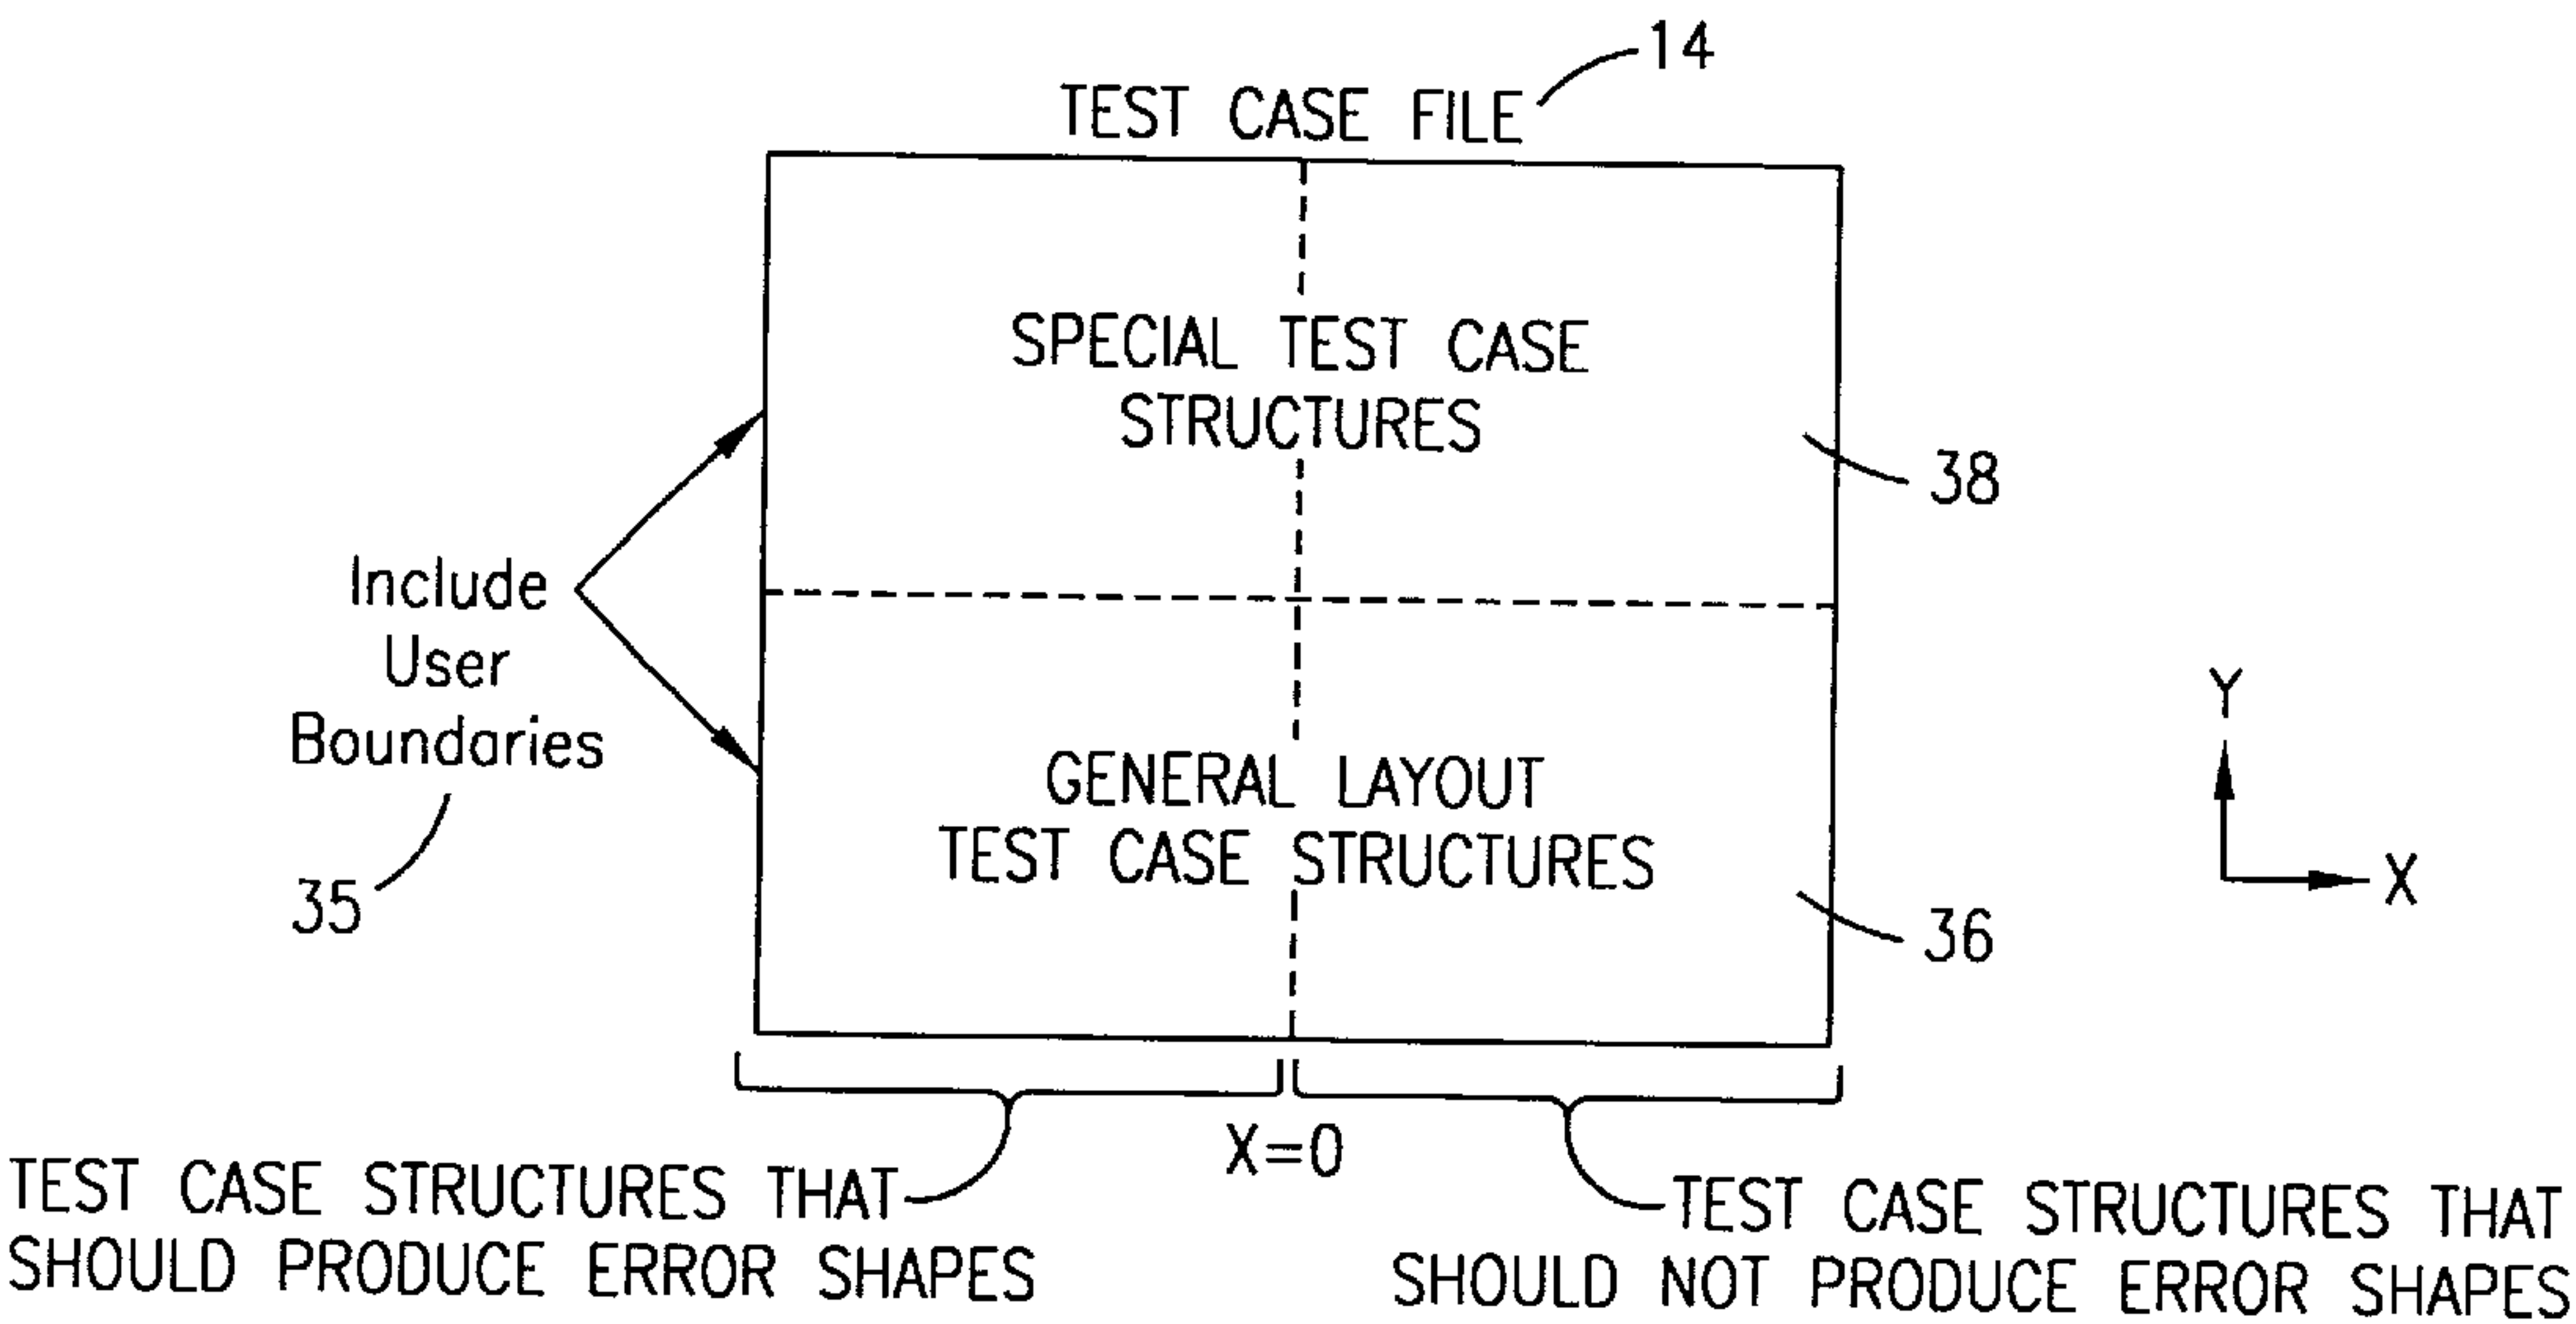 14
TEST CASE FILE
SPECIAL TEST CASE
STRUCTURES
38
Include
User
Boundaries
35
GENERAL LAYOUT
TEST CASE STRUCTURES
36
Y
X
X=0
TEST CASE STRUCTURES THAT
SHOULD PRODUCE ERROR SHAPES
TEST CASE STRUCTURES THAT
SHOULD NOT PRODUCE ERROR SHAPES